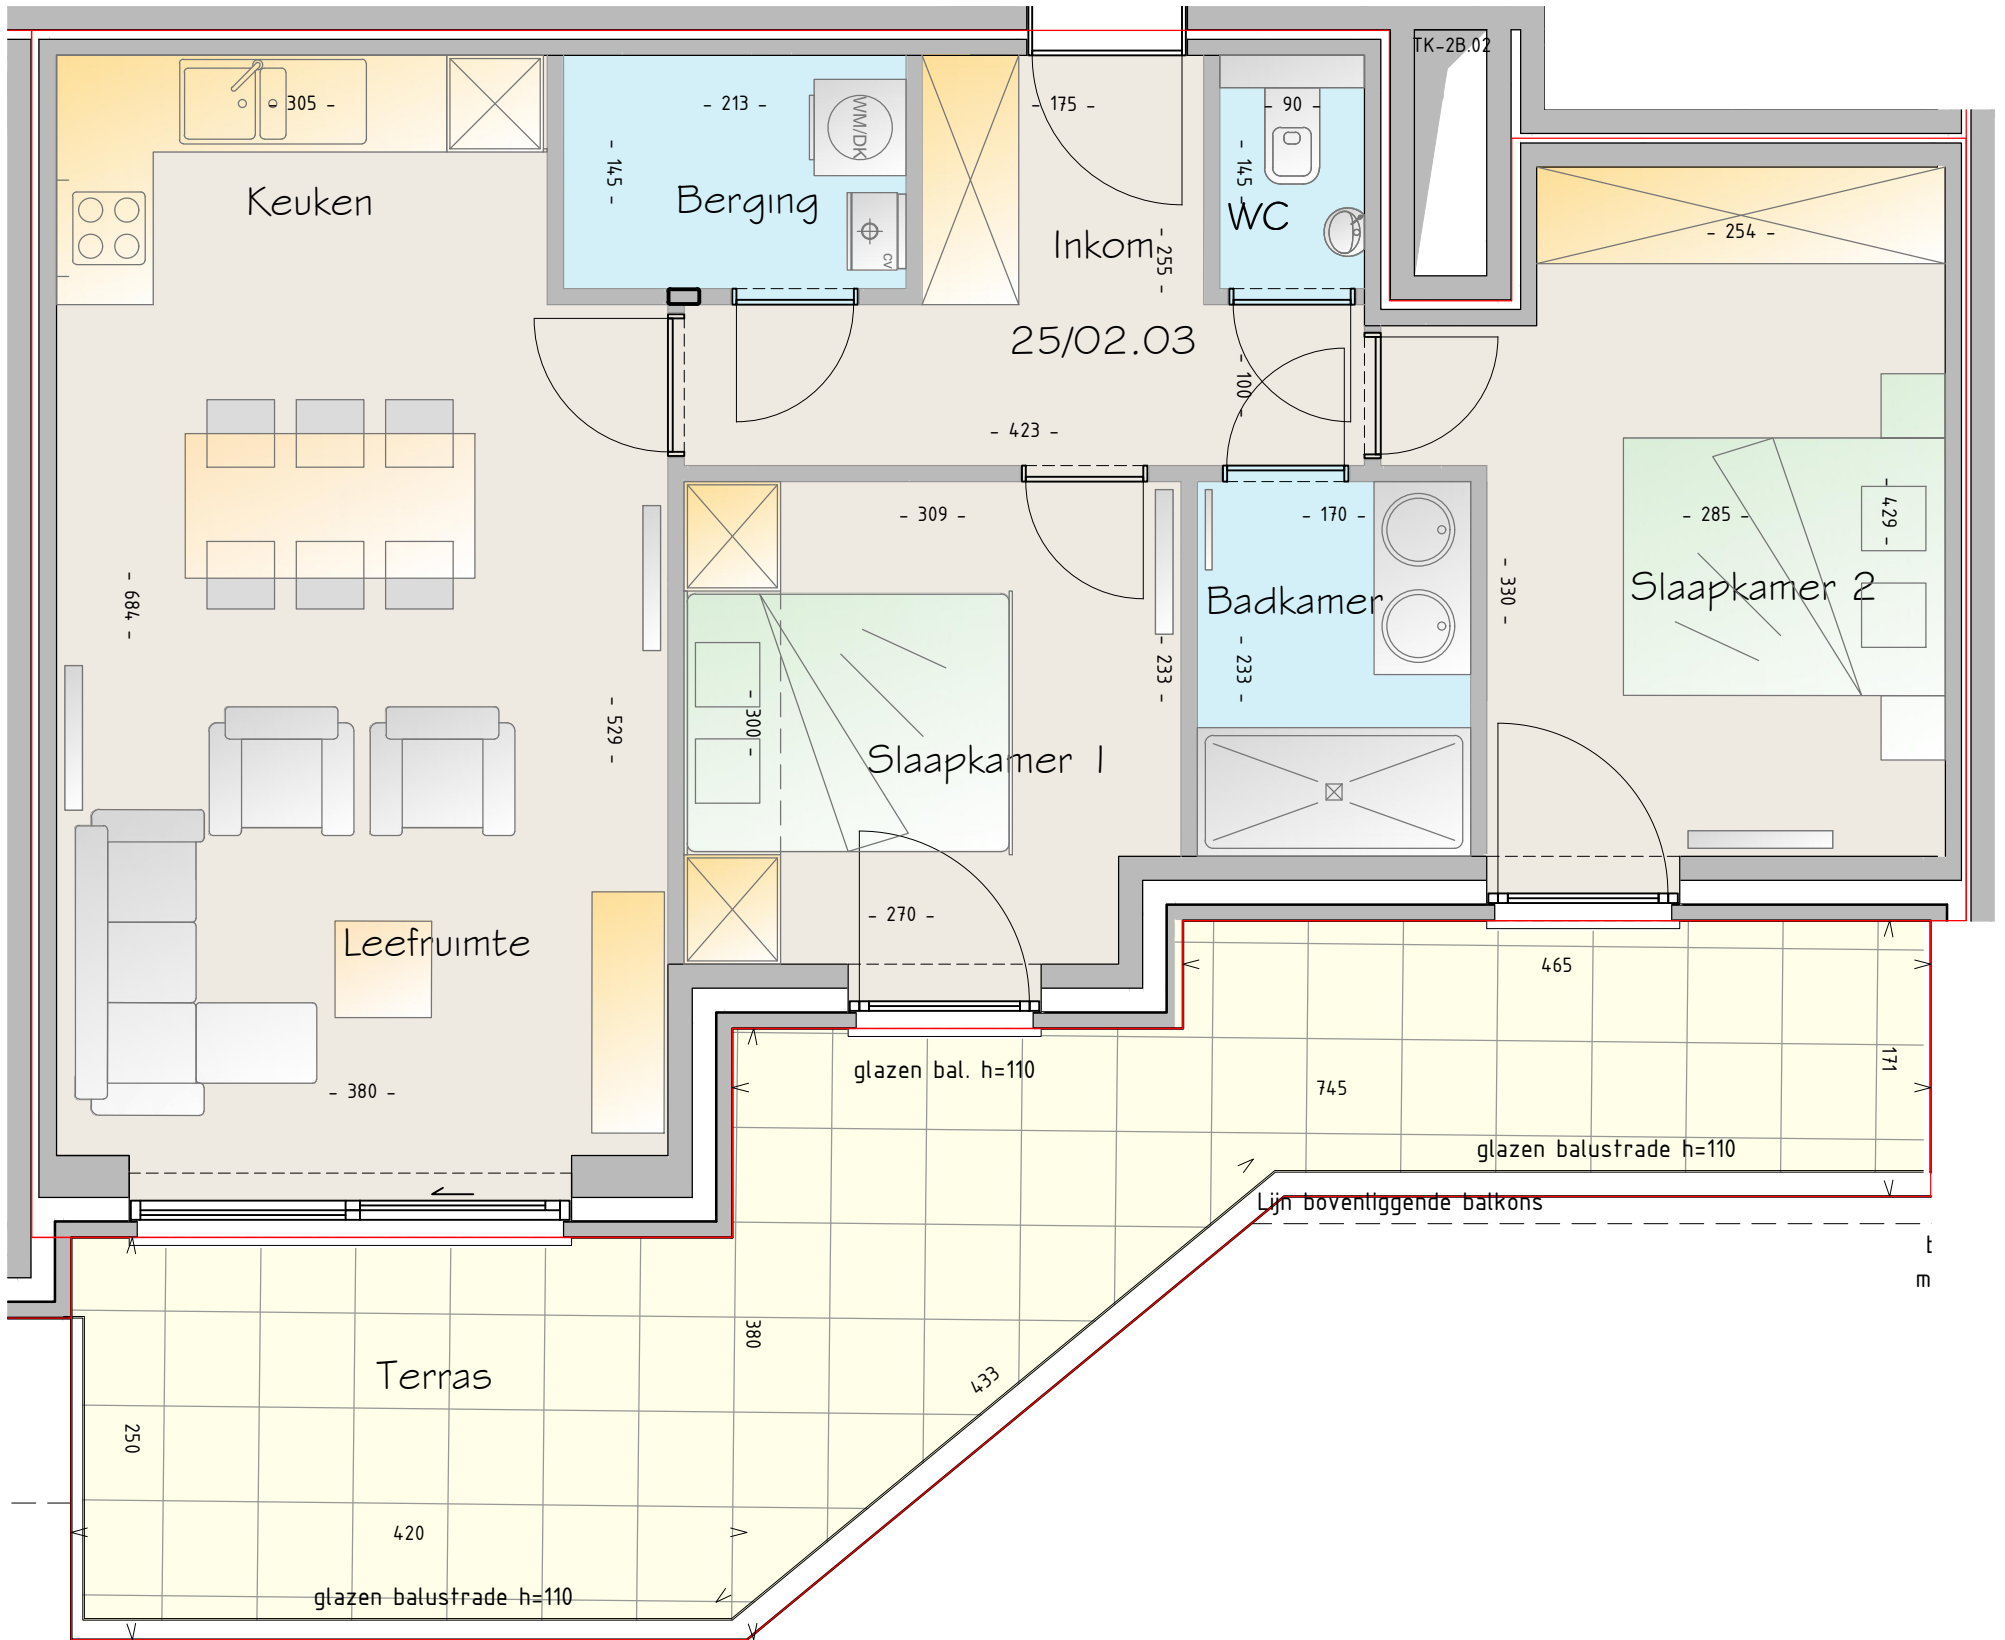 TK-2B.02
- 305 -
- 213 -
- 175 -
- 90 -
WM/DK
- 145 -
- 145 -
Keuken
Berging
WC
Inkom
- 255 -
CV
- 254 -
25/02.03
- 100 -
- 423 -
- 309 -
- 170 -
- 285 -
- 429 -
- 684 -
- 330 -
Badkamer
Slaapkamer 2
- 233 -
- 233 -
- 529 -
- 300 -
Slaapkamer 1
- 270 -
Leefruimte
465
- 380 -
glazen bal. h=110
745
171
glazen balustrade h=110
Lijn bovenliggende balkons
t
m
380
Terras
433
250
420
glazen balustrade h=110